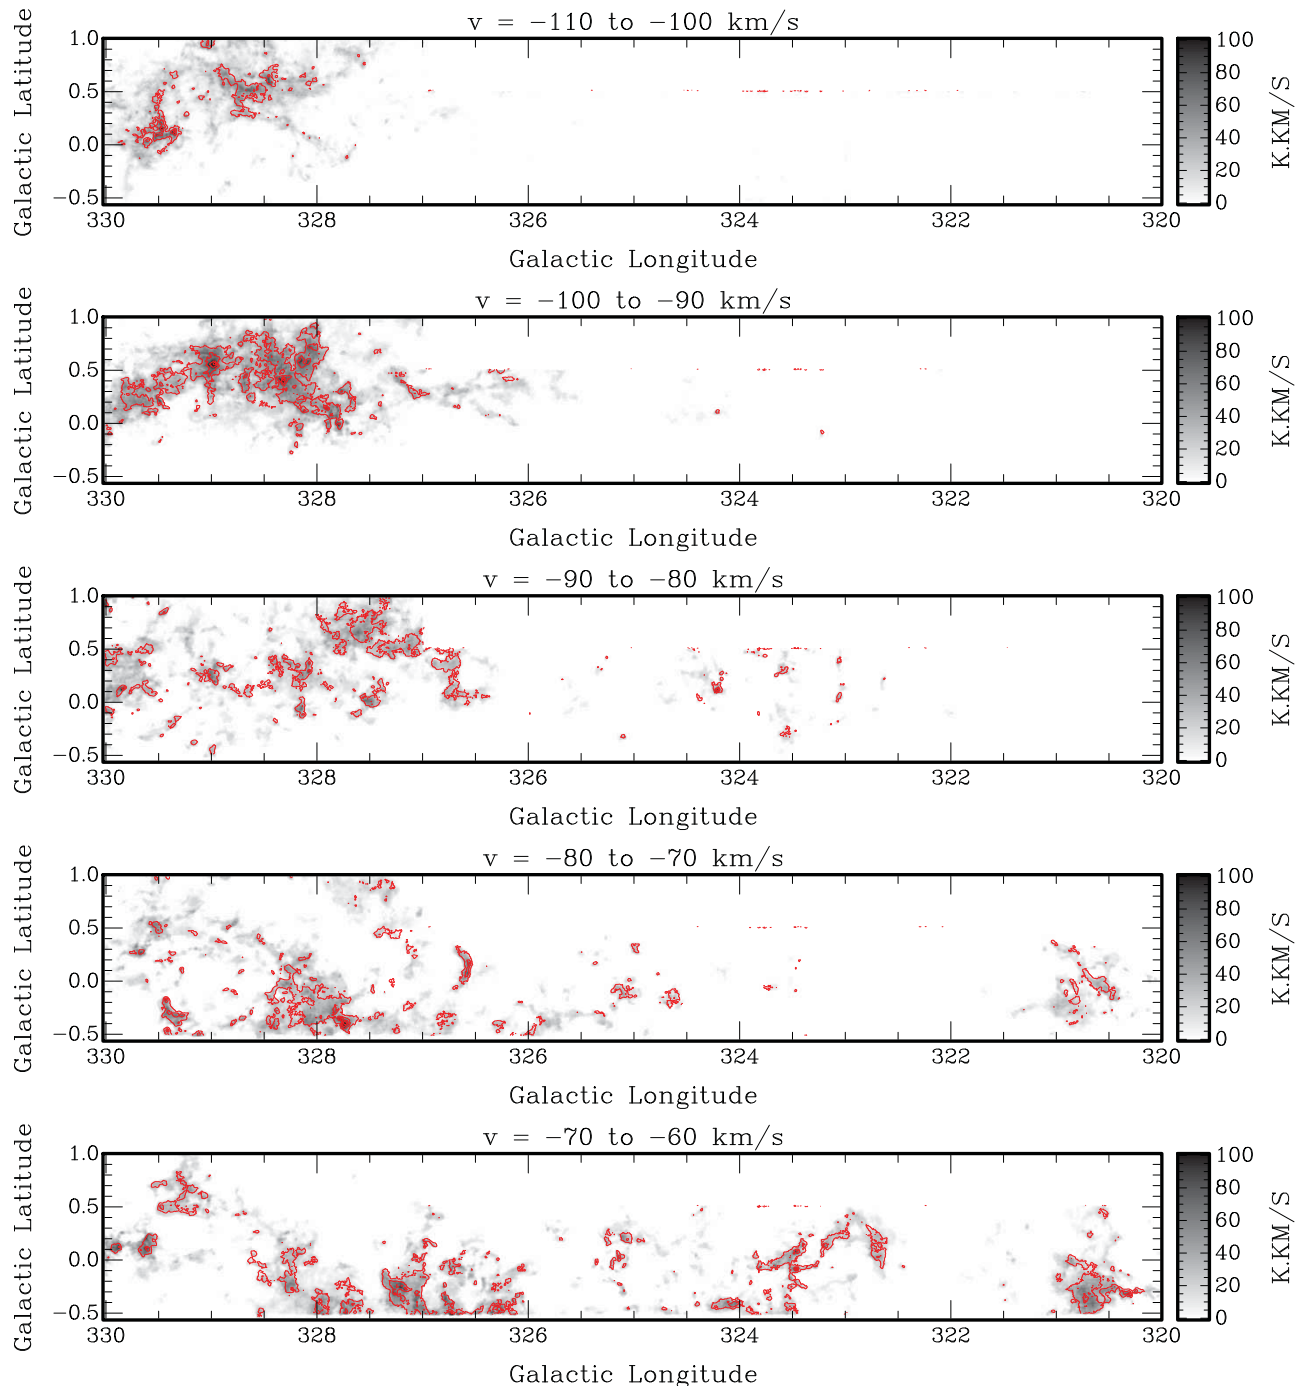 v = −110 to −100 km/s
Galactic Latitude
1.0
0.5
0.0
−0.5
330 328 326 324 322 320
Galactic Longitude
100
80
60
40
20
0
K.KM/S
v = −100 to −90 km/s
Galactic Latitude
1.0
0.5
0.0
−0.5
330 328 326 324 322 320
Galactic Longitude
100
80
60
40
20
0
K.KM/S
v = −90 to −80 km/s
Galactic Latitude
1.0
0.5
0.0
−0.5
330 328 326 324 322 320
Galactic Longitude
100
80
60
40
20
0
K.KM/S
v = −80 to −70 km/s
Galactic Latitude
1.0
0.5
0.0
−0.5
330 328 326 324 322 320
Galactic Longitude
100
80
60
40
20
0
K.KM/S
v = −70 to −60 km/s
Galactic Latitude
1.0
0.5
0.0
−0.5
330 328 326 324 322 320
Galactic Longitude
100
80
60
40
20
0
K.KM/S